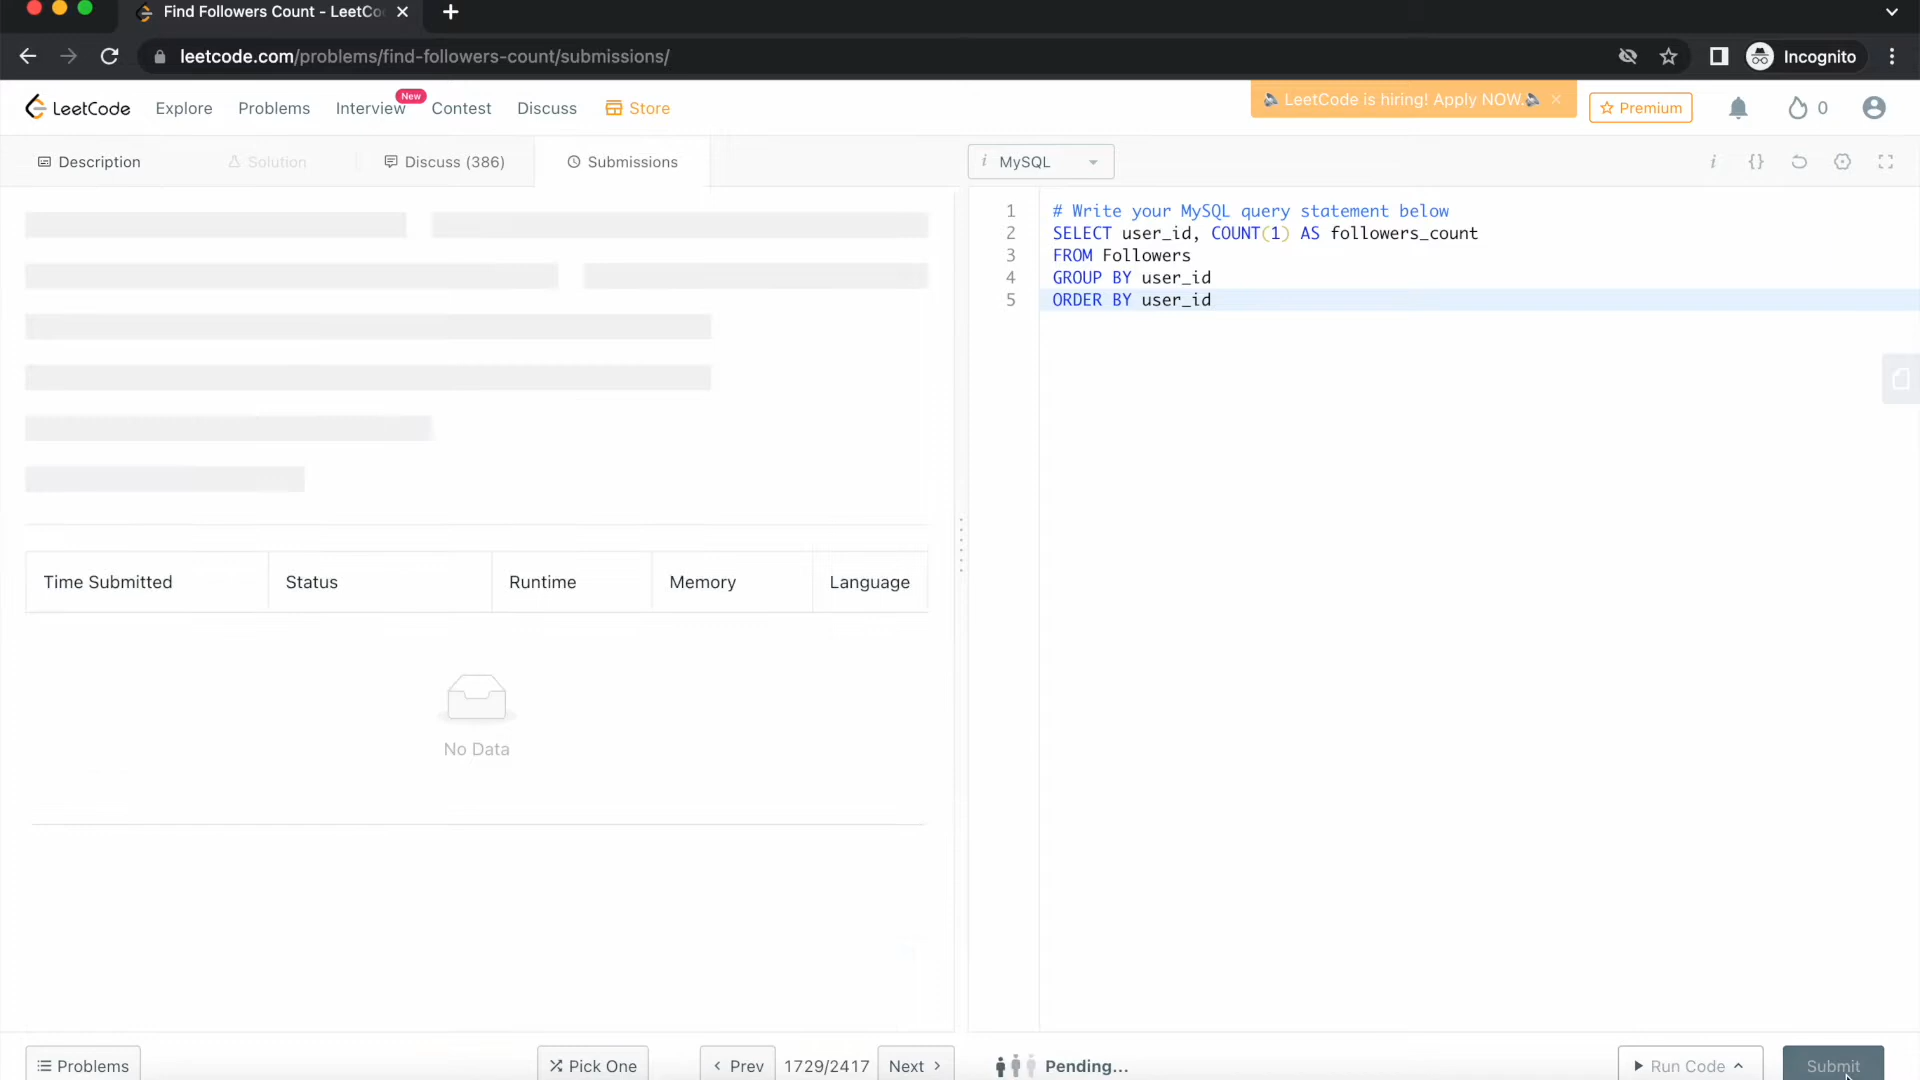 Find Followers Count - LeetCo
leetcode.com/problems/find-followers-count/submissions/
Incognito
LeetCode
Explore
Problems
Interview
New
Contest
Discuss
Store
LeetCode is hiring! Apply NOW.
Premium
0
Description
Solution
Discuss (386)
Submissions
i MySQL
i {}
1 # Write your MySQL query statement below
2 SELECT user_id, COUNT(1) AS followers_count
3 FROM Followers
4 GROUP BY user_id
5 ORDER BY user_id
Time Submitted
Status
Runtime
Memory
Language
No Data
Problems
Pick One
Prev
1729/2417
Next
Pending...
Run Code
Submit